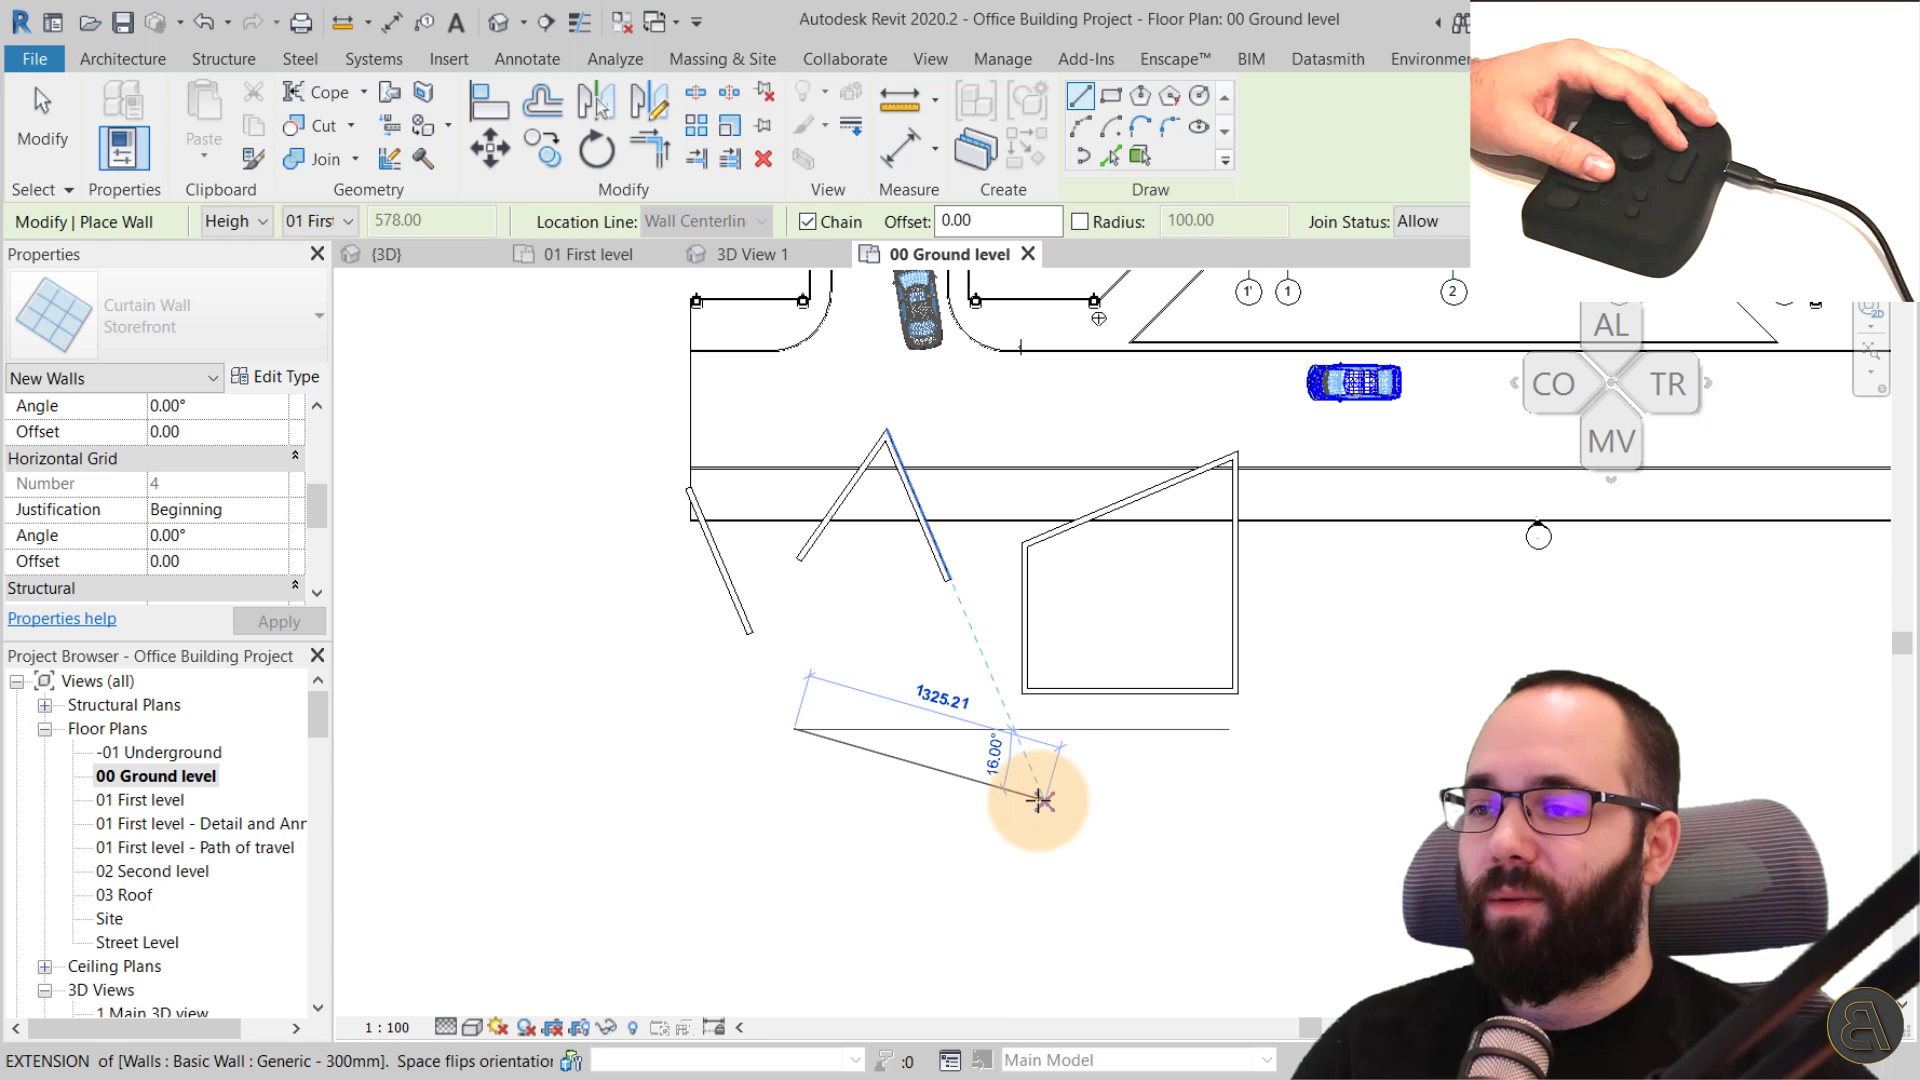 Autodesk Revit 2020.2 - Office Building Project - Floor Plan: 00 Ground level
File Architecture Structure Steel Systems Insert Annotate Analyze Massing & Site Collaborate View Manage Add-Ins Enscape™ BIM Datasmith Environmen
Modify
Cope
Cut
Join
Paste
Select Properties Clipboard Geometry Modify View Measure Create Draw
Modify | Place Wall Heigh 01 First 578.00 Location Line: Wall Centerlin Chain Offset: 0.00 Radius: 100.00 Join Status: Allow
Properties
{3D} 01 First level 3D View 1 00 Ground level
Curtain Wall
Storefront
New Walls Edit Type
Angle 0.00°
Offset 0.00
Horizontal Grid
Number 4
Justification Beginning
Angle 0.00°
Offset 0.00
Structural
Properties help Apply
1' 1 2
2D
AL
CO TR
MV
1325.21
16.00°
Project Browser - Office Building Project
Views (all)
Structural Plans
Floor Plans
-01 Underground
00 Ground level
01 First level
01 First level - Detail and Anr
01 First level - Path of travel
02 Second level
03 Roof
Site
Street Level
Ceiling Plans
3D Views
1 Main 3D view
1 : 100
EXTENSION of [Walls : Basic Wall : Generic - 300mm]. Space flips orientation :0 Main Model